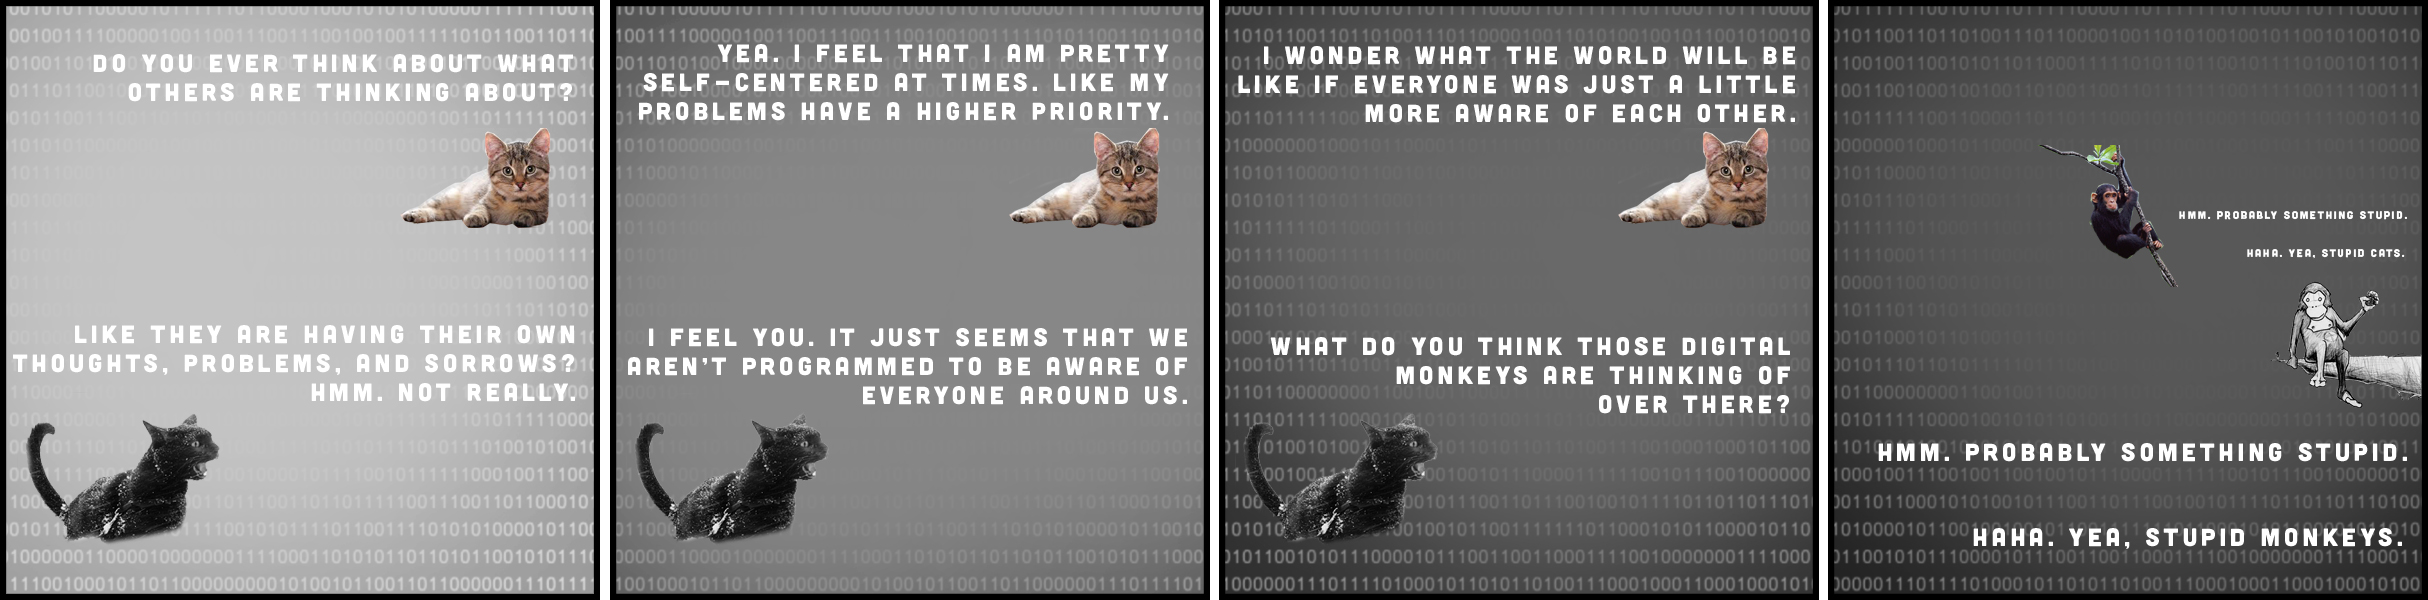 DO YOU EVER THINK ABOUT WHAT
OTHERS ARE THINKING ABOUT?
LIKE THEY ARE HAVING THEIR OWN
THOUGHTS, PROBLEMS, AND SORROWS?
HMM. NOT REALLY.
YEA. I FEEL THAT I AM PRETTY
SELF-CENTERED AT TIMES. LIKE MY
PROBLEMS HAVE A HIGHER PRIORITY.
I FEEL YOU. IT JUST SEEMS THAT WE
AREN'T PROGRAMMED TO BE AWARE OF
EVERYONE AROUND US.
I WONDER WHAT THE WORLD WILL BE
LIKE IF EVERYONE WAS JUST A LITTLE
MORE AWARE OF EACH OTHER.
WHAT DO YOU THINK THOSE DIGITAL
MONKEYS ARE THINKING OF
OVER THERE?
HMM. PROBABLY SOMETHING STUPID.
HAHA. YEA, STUPID CATS.
HMM. PROBABLY SOMETHING STUPID.
HAHA. YEA, STUPID MONKEYS.